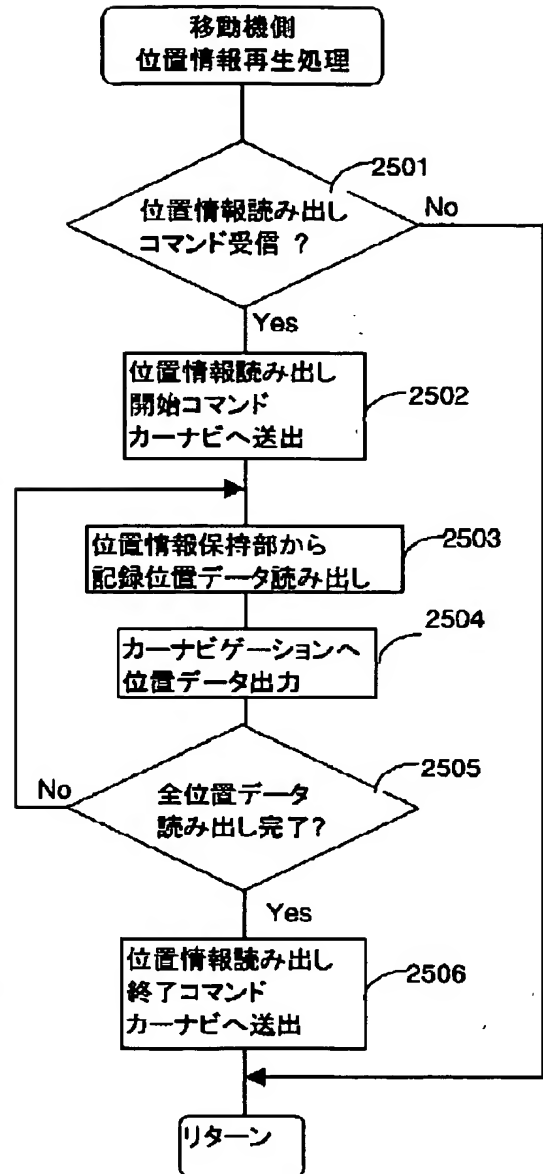 移動機側
位置情報再生処理
2501
位置情報読み出し
コマンド受信 ?
No
Yes
位置情報読み出し
開始コマンド
カーナビへ送出
2502
位置情報保持部から
記録位置データ読み出し
2503
カーナビゲーションへ
位置データ出力
2504
全位置データ
読み出し完了?
2505
No
Yes
位置情報読み出し
終了コマンド
カーナビへ送出
2506
リターン